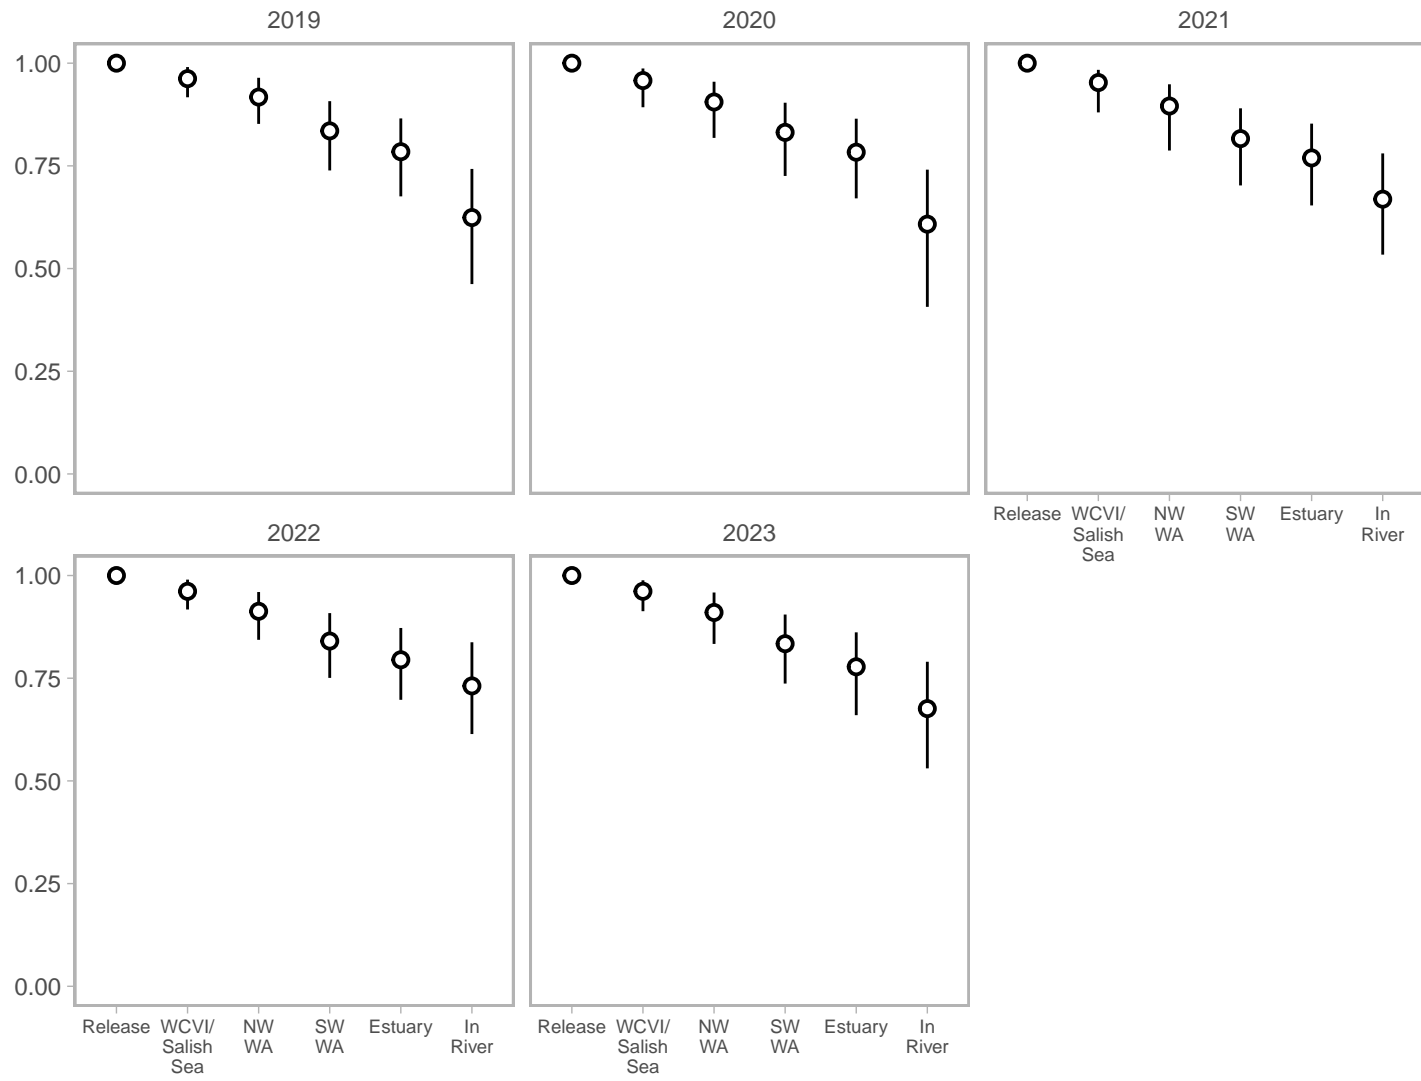 2019
2020
2021
1.00
0.75
0.50
0.25
0.00
Release WCVI/ NW SW Estuary In
Salish WA WA River
Sea
2022
2023
1.00
0.75
0.50
0.25
0.00
Release WCVI/ NW SW Estuary In
Salish WA WA River
Sea
Release WCVI/ NW SW Estuary In
Salish WA WA River
Sea